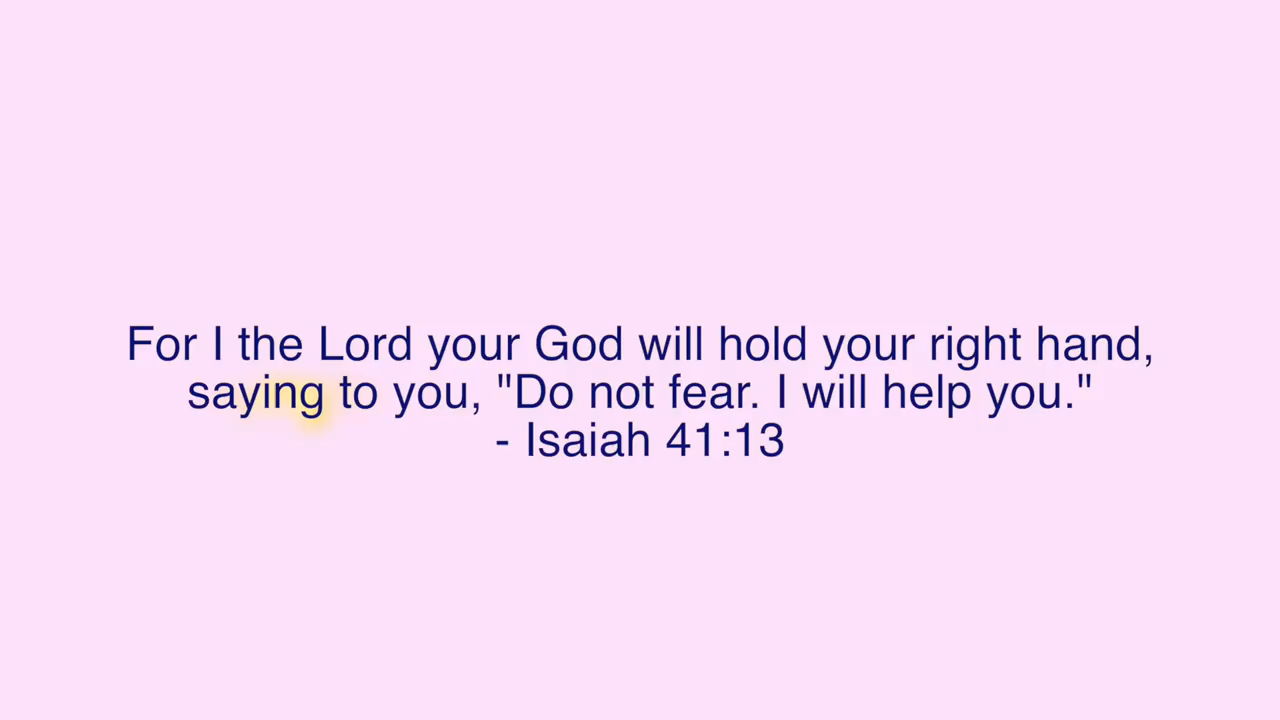 For I the Lord your God will hold your right hand,
saying to you, "Do not fear. I will help you."
- Isaiah 41:13